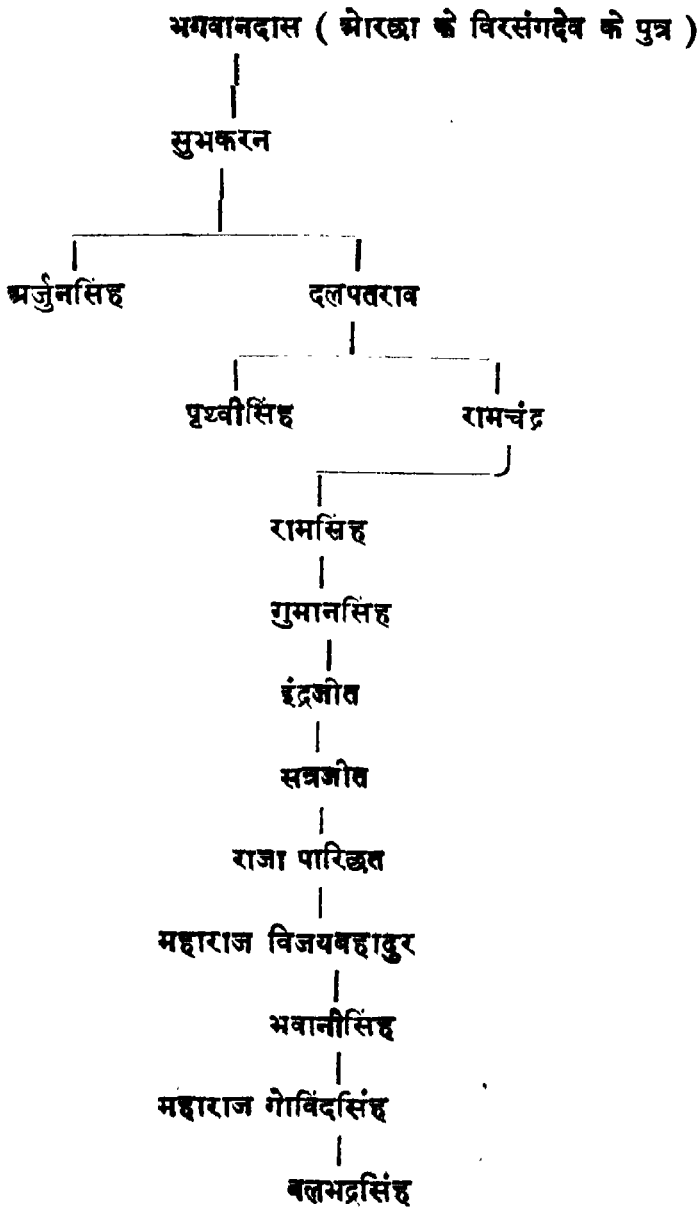 भगवानदास ( ओरछा के विरसंगदेव के पुत्र )
सुभकरन
अर्जुनसिंह दलपतराव
पृथ्वीसिंह रामचंद्र
रामसिंह
गुमानसिंह
इंद्रजीत
सत्रजीत
राजा पारिछत
महाराज विजयबहादुर
भवानीसिंह
महाराज गोविंदसिंह
बलभद्रसिंह